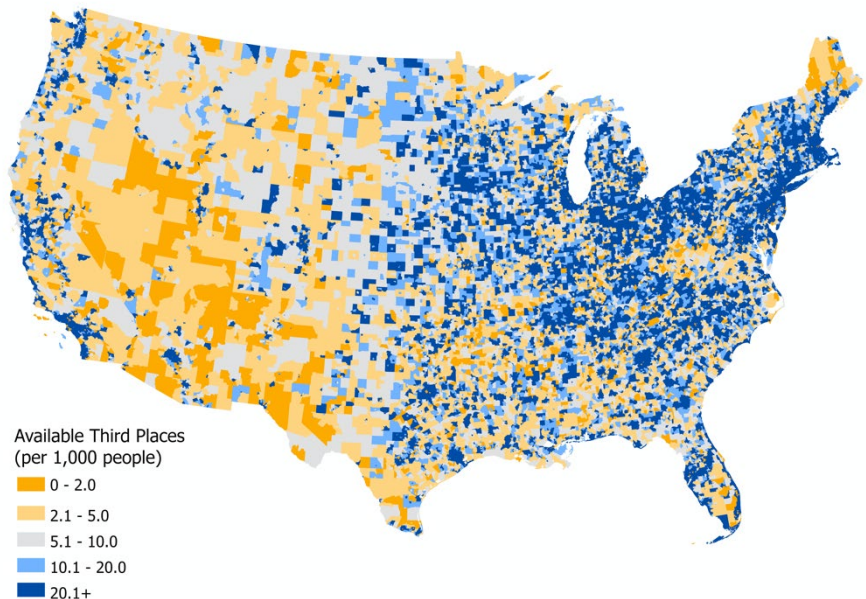 Available Third Places
(per 1,000 people)
0 - 2.0
2.1 - 5.0
5.1 - 10.0
10.1 - 20.0
20.1+